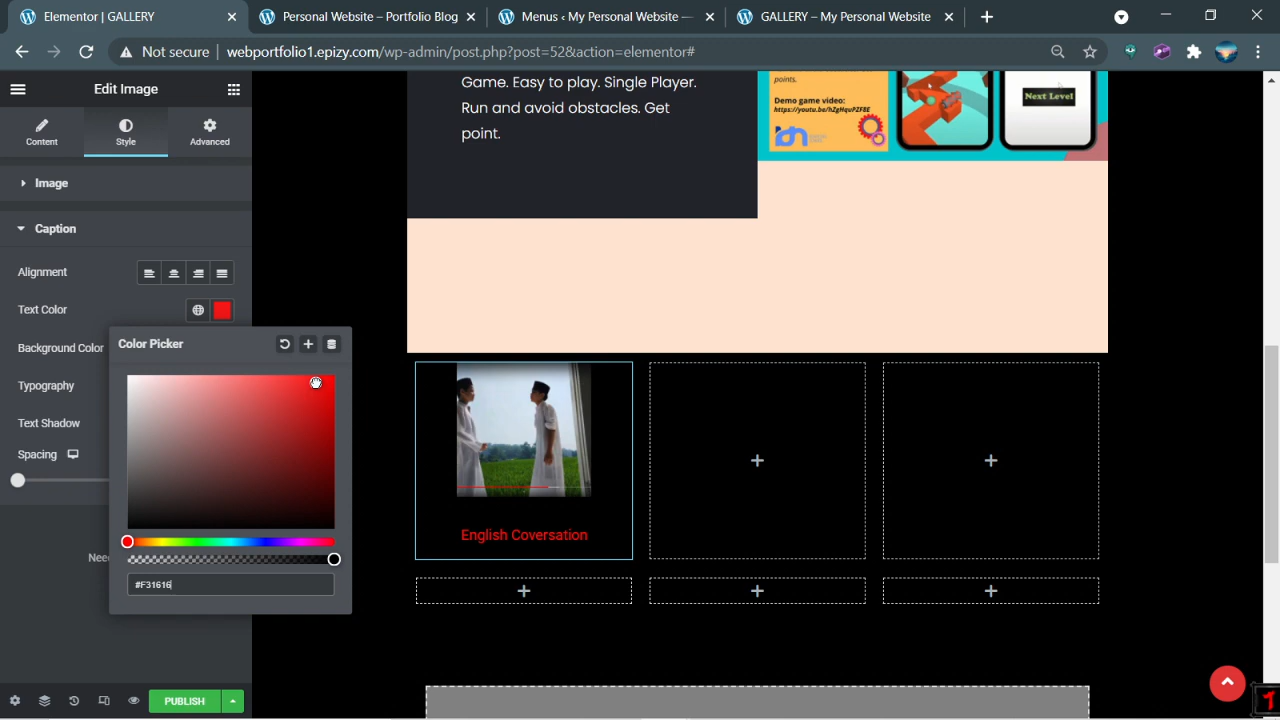 Elementor | GALLERY
Personal Website – Portfolio Blog
Menus ‹ My Personal Website —
GALLERY – My Personal Website
Not secure
webportfolio1.epizy.com/wp-admin/post.php?post=52&action=elementor#
Edit Image
Content
Style
Advanced
Image
Caption
Alignment
Text Color
Background Color
Typography
Text Shadow
Spacing
Color Picker
#F31616
Nee
PUBLISH
Game. Easy to play. Single Player.
Run and avoid obstacles. Get
point.
points.
Demo game video:
Next Level
English Coversation